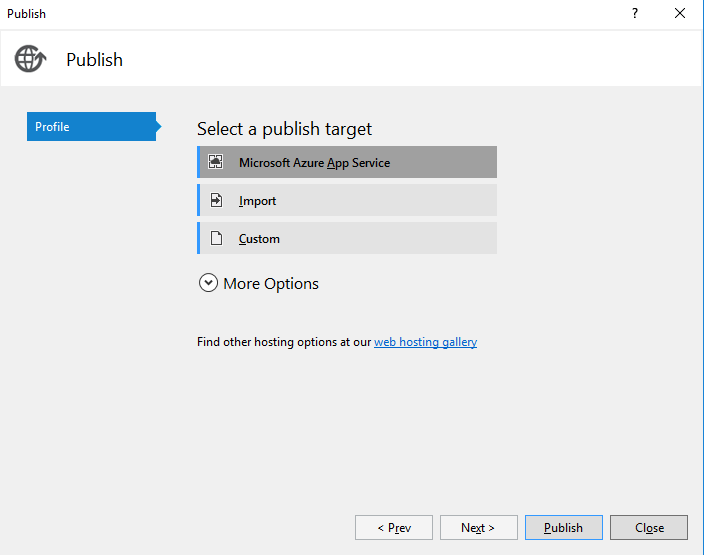 Publish
?
Publish
Profile
Select a publish target
Microsoft Azure App Service
Import
Custom
More Options
Find other hosting options at our web hosting gallery
< Prev
Next >
Publish
Close